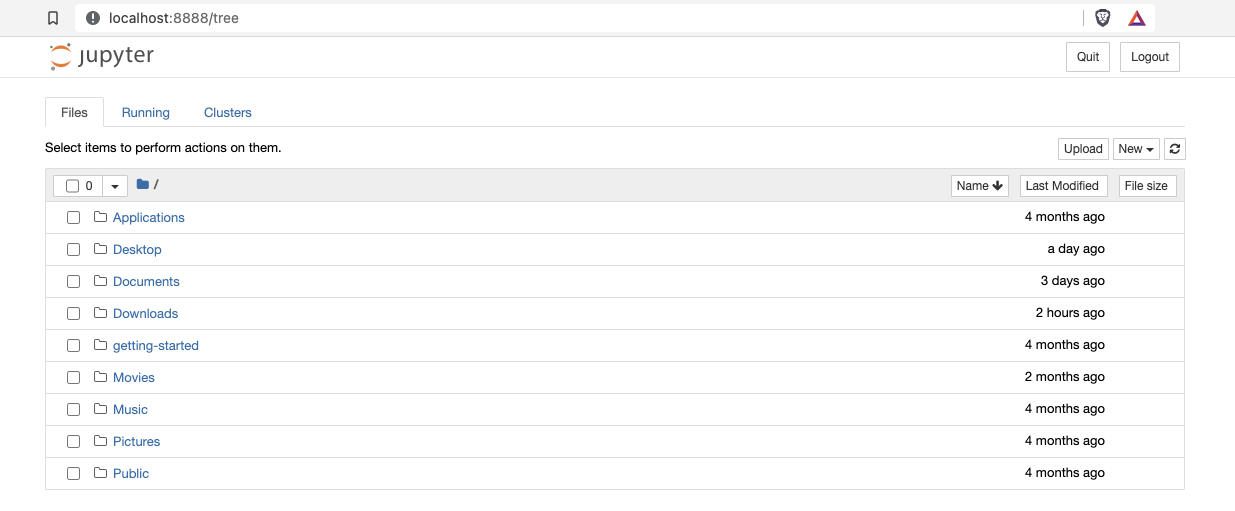 localhost:8888/tree
jupyter Quit Logout
Files Running Clusters
Select items to perform actions on them. Upload New
0 / Name Last Modified File size
Applications 4 months ago
Desktop a day ago
Documents 3 days ago
Downloads 2 hours ago
getting-started 4 months ago
Movies 2 months ago
Music 4 months ago
Pictures 4 months ago
Public 4 months ago